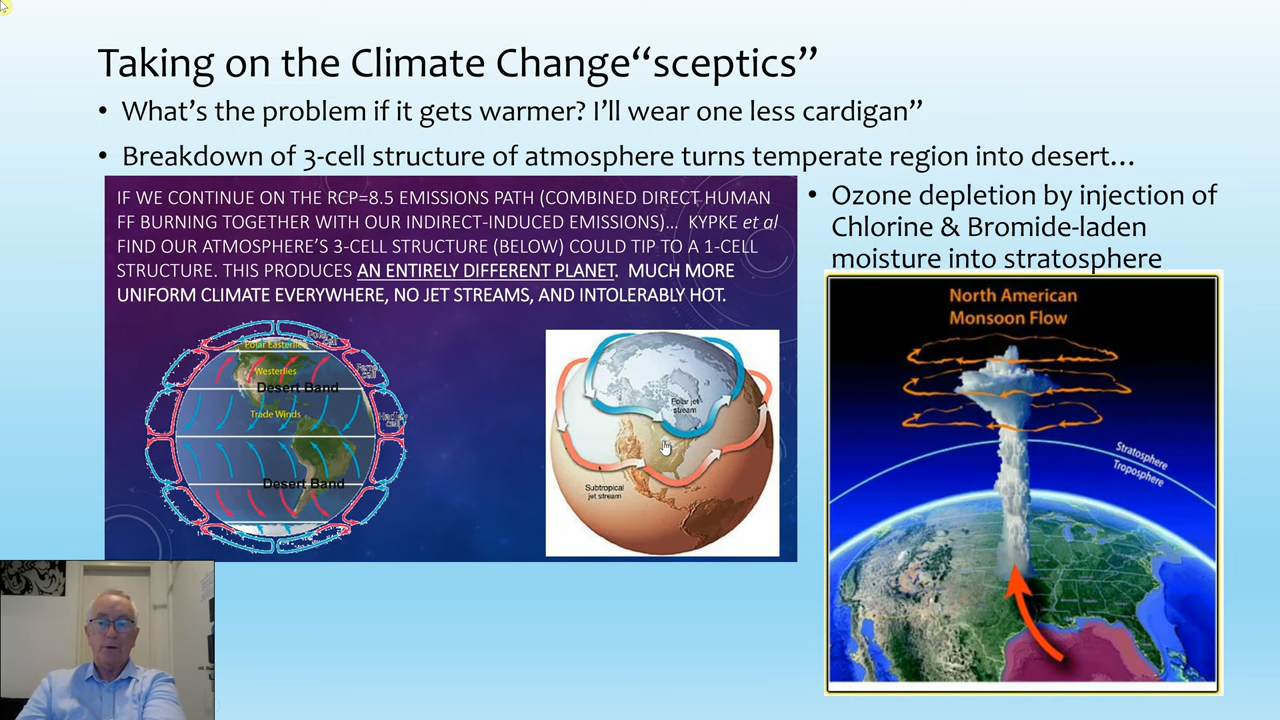 Taking on the Climate Change“sceptics”
• What’s the problem if it gets warmer? I’ll wear one less cardigan”
• Breakdown of 3-cell structure of atmosphere turns temperate region into desert…
IF WE CONTINUE ON THE RCP=8.5 EMISSIONS PATH (COMBINED DIRECT HUMAN
FF BURNING TOGETHER WITH OUR INDIRECT-INDUCED EMISSIONS)... KYPKE et al
FIND OUR ATMOSPHERE’S 3-CELL STRUCTURE (BELOW) COULD TIP TO A 1-CELL
STRUCTURE. THIS PRODUCES AN ENTIRELY DIFFERENT PLANET. MUCH MORE
UNIFORM CLIMATE EVERYWHERE, NO JET STREAMS, AND INTOLERABLY HOT.
Polar Easterlies
Westerlies
Desert Band
Trade Winds
Desert Band
Polar jet
stream
Subtropical
jet stream
• Ozone depletion by injection of
Chlorine & Bromide-laden
moisture into stratosphere
North American
Monsoon Flow
Stratosphere
Troposphere